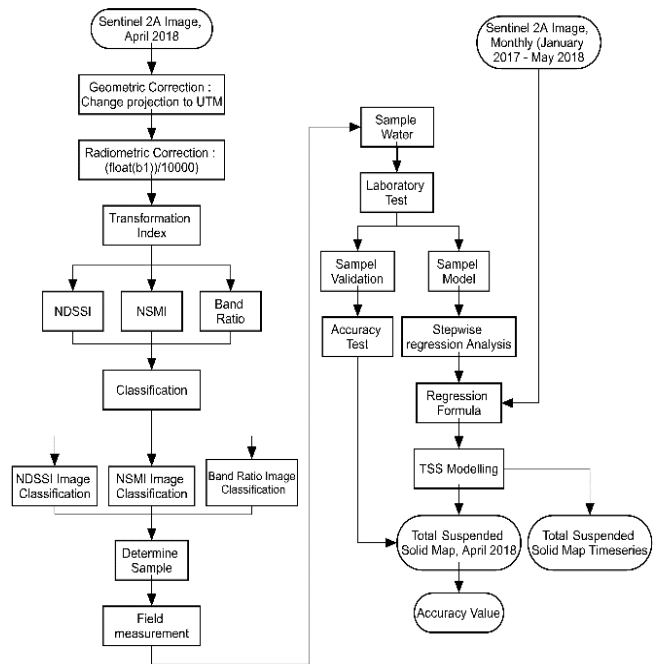 Sentinel 2A Image,
April 2018
Geometric Correction :
Change projection to UTM
Radiometric Correction :
(float(b1))/10000)
Transformation
Index
NDSSI
NSMI
Band
Ratio
Classification
NDSSI Image
Classification
NSMI Image
Classification
Band Ratio Image
Classification
Determine
Sample
Field
measurement
Sample
Water
Laboratory
Test
Sampel
Validation
Sampel
Model
Accuracy
Test
Stepwise
regression Analysis
Regression
Formula
TSS Modelling
Total Suspended
Solid Map, April 2018
Total Suspended
Solid Map Timeseries
Accuracy Value
Sentinel 2A Image,
Monthly (January
2017 - May 2018